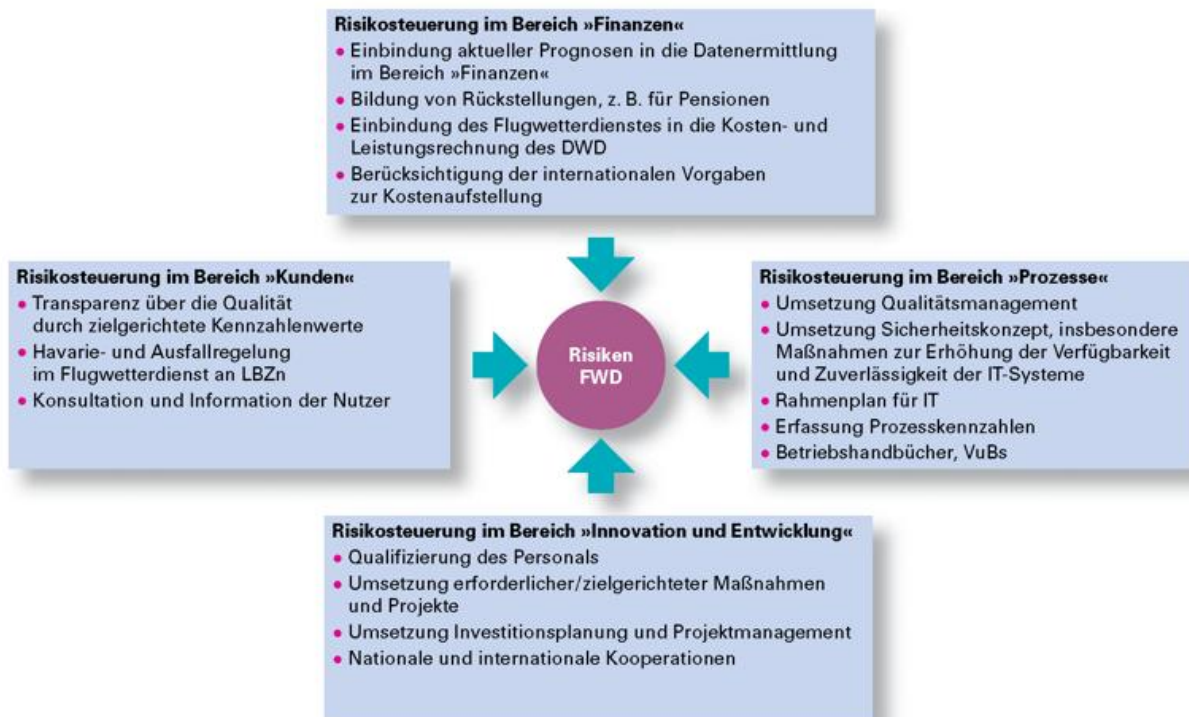 Risikosteuerung im Bereich »Finanzen«
• Einbindung aktueller Prognosen in die Datenermittlung
im Bereich »Finanzen«
• Bildung von Rückstellungen, z. B. für Pensionen
• Einbindung des Flugwetterdienstes in die Kosten- und
Leistungsrechnung des DWD
• Berücksichtigung der internationalen Vorgaben
zur Kostenaufstellung
Risikosteuerung im Bereich »Kunden«
• Transparenz über die Qualität
durch zielgerichtete Kennzahlenwerte
• Havarie- und Ausfallregelung
im Flugwetterdienst an LBZn
• Konsultation und Information der Nutzer
Risiken
FWD
Risikosteuerung im Bereich »Prozesse«
• Umsetzung Qualitätsmanagement
• Umsetzung Sicherheitskonzept, insbesondere
Maßnahmen zur Erhöhung der Verfügbarkeit
und Zuverlässigkeit der IT-Systeme
• Rahmenplan für IT
• Erfassung Prozesskennzahlen
• Betriebshandbücher, VuBs
Risikosteuerung im Bereich »Innovation und Entwicklung«
• Qualifizierung des Personals
• Umsetzung erforderlicher/zielgerichteter Maßnahmen
und Projekte
• Umsetzung Investitionsplanung und Projektmanagement
• Nationale und internationale Kooperationen